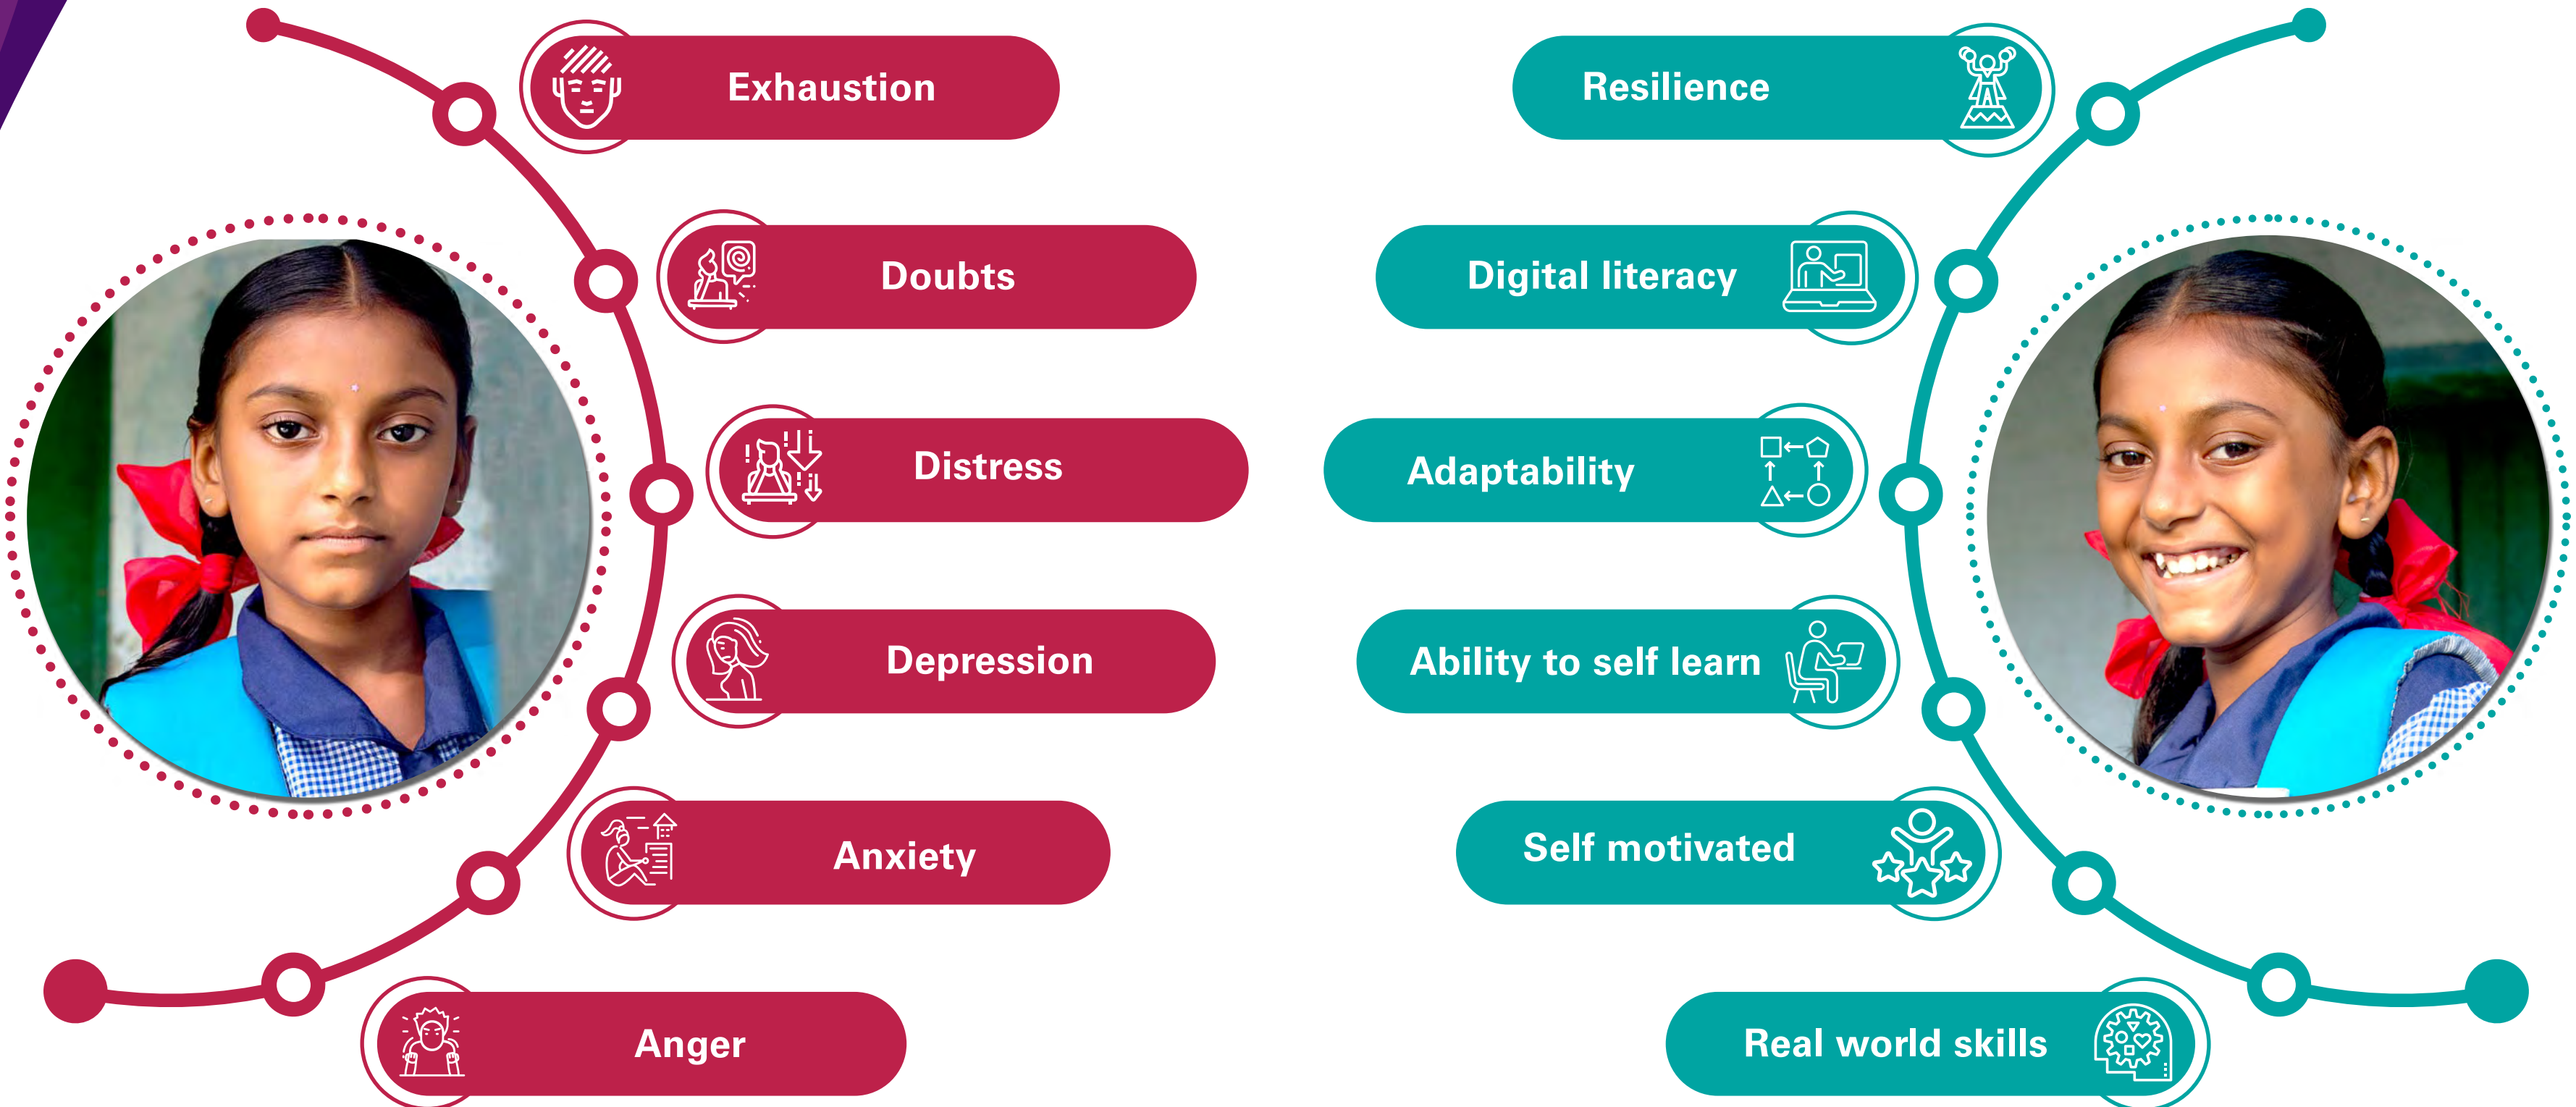 Exhaustion
Doubts
Distress
Depression
Anxiety
Anger
Resilience
Digital literacy
Adaptability
Ability to self learn
Self motivated
Real world skills